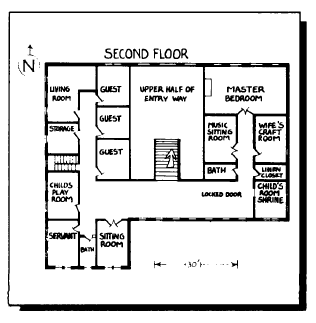 SECOND FLOOR
N
LIVING
ROOM
GUEST
UPPER HALF OF
ENTRY WAY
MASTER
BEDROOM
GUEST
STORAGE
MUSIC
SITTING
ROOM
WIFE'S
CRAFT
ROOM
GUEST
BATH
LINEN
CLOSET
CHILD'S
PLAY
ROOM
LOCKED DOOR
CHILD'S
ROOM
SHRINE
SERVANT
BATH
SITTING
ROOM
30'